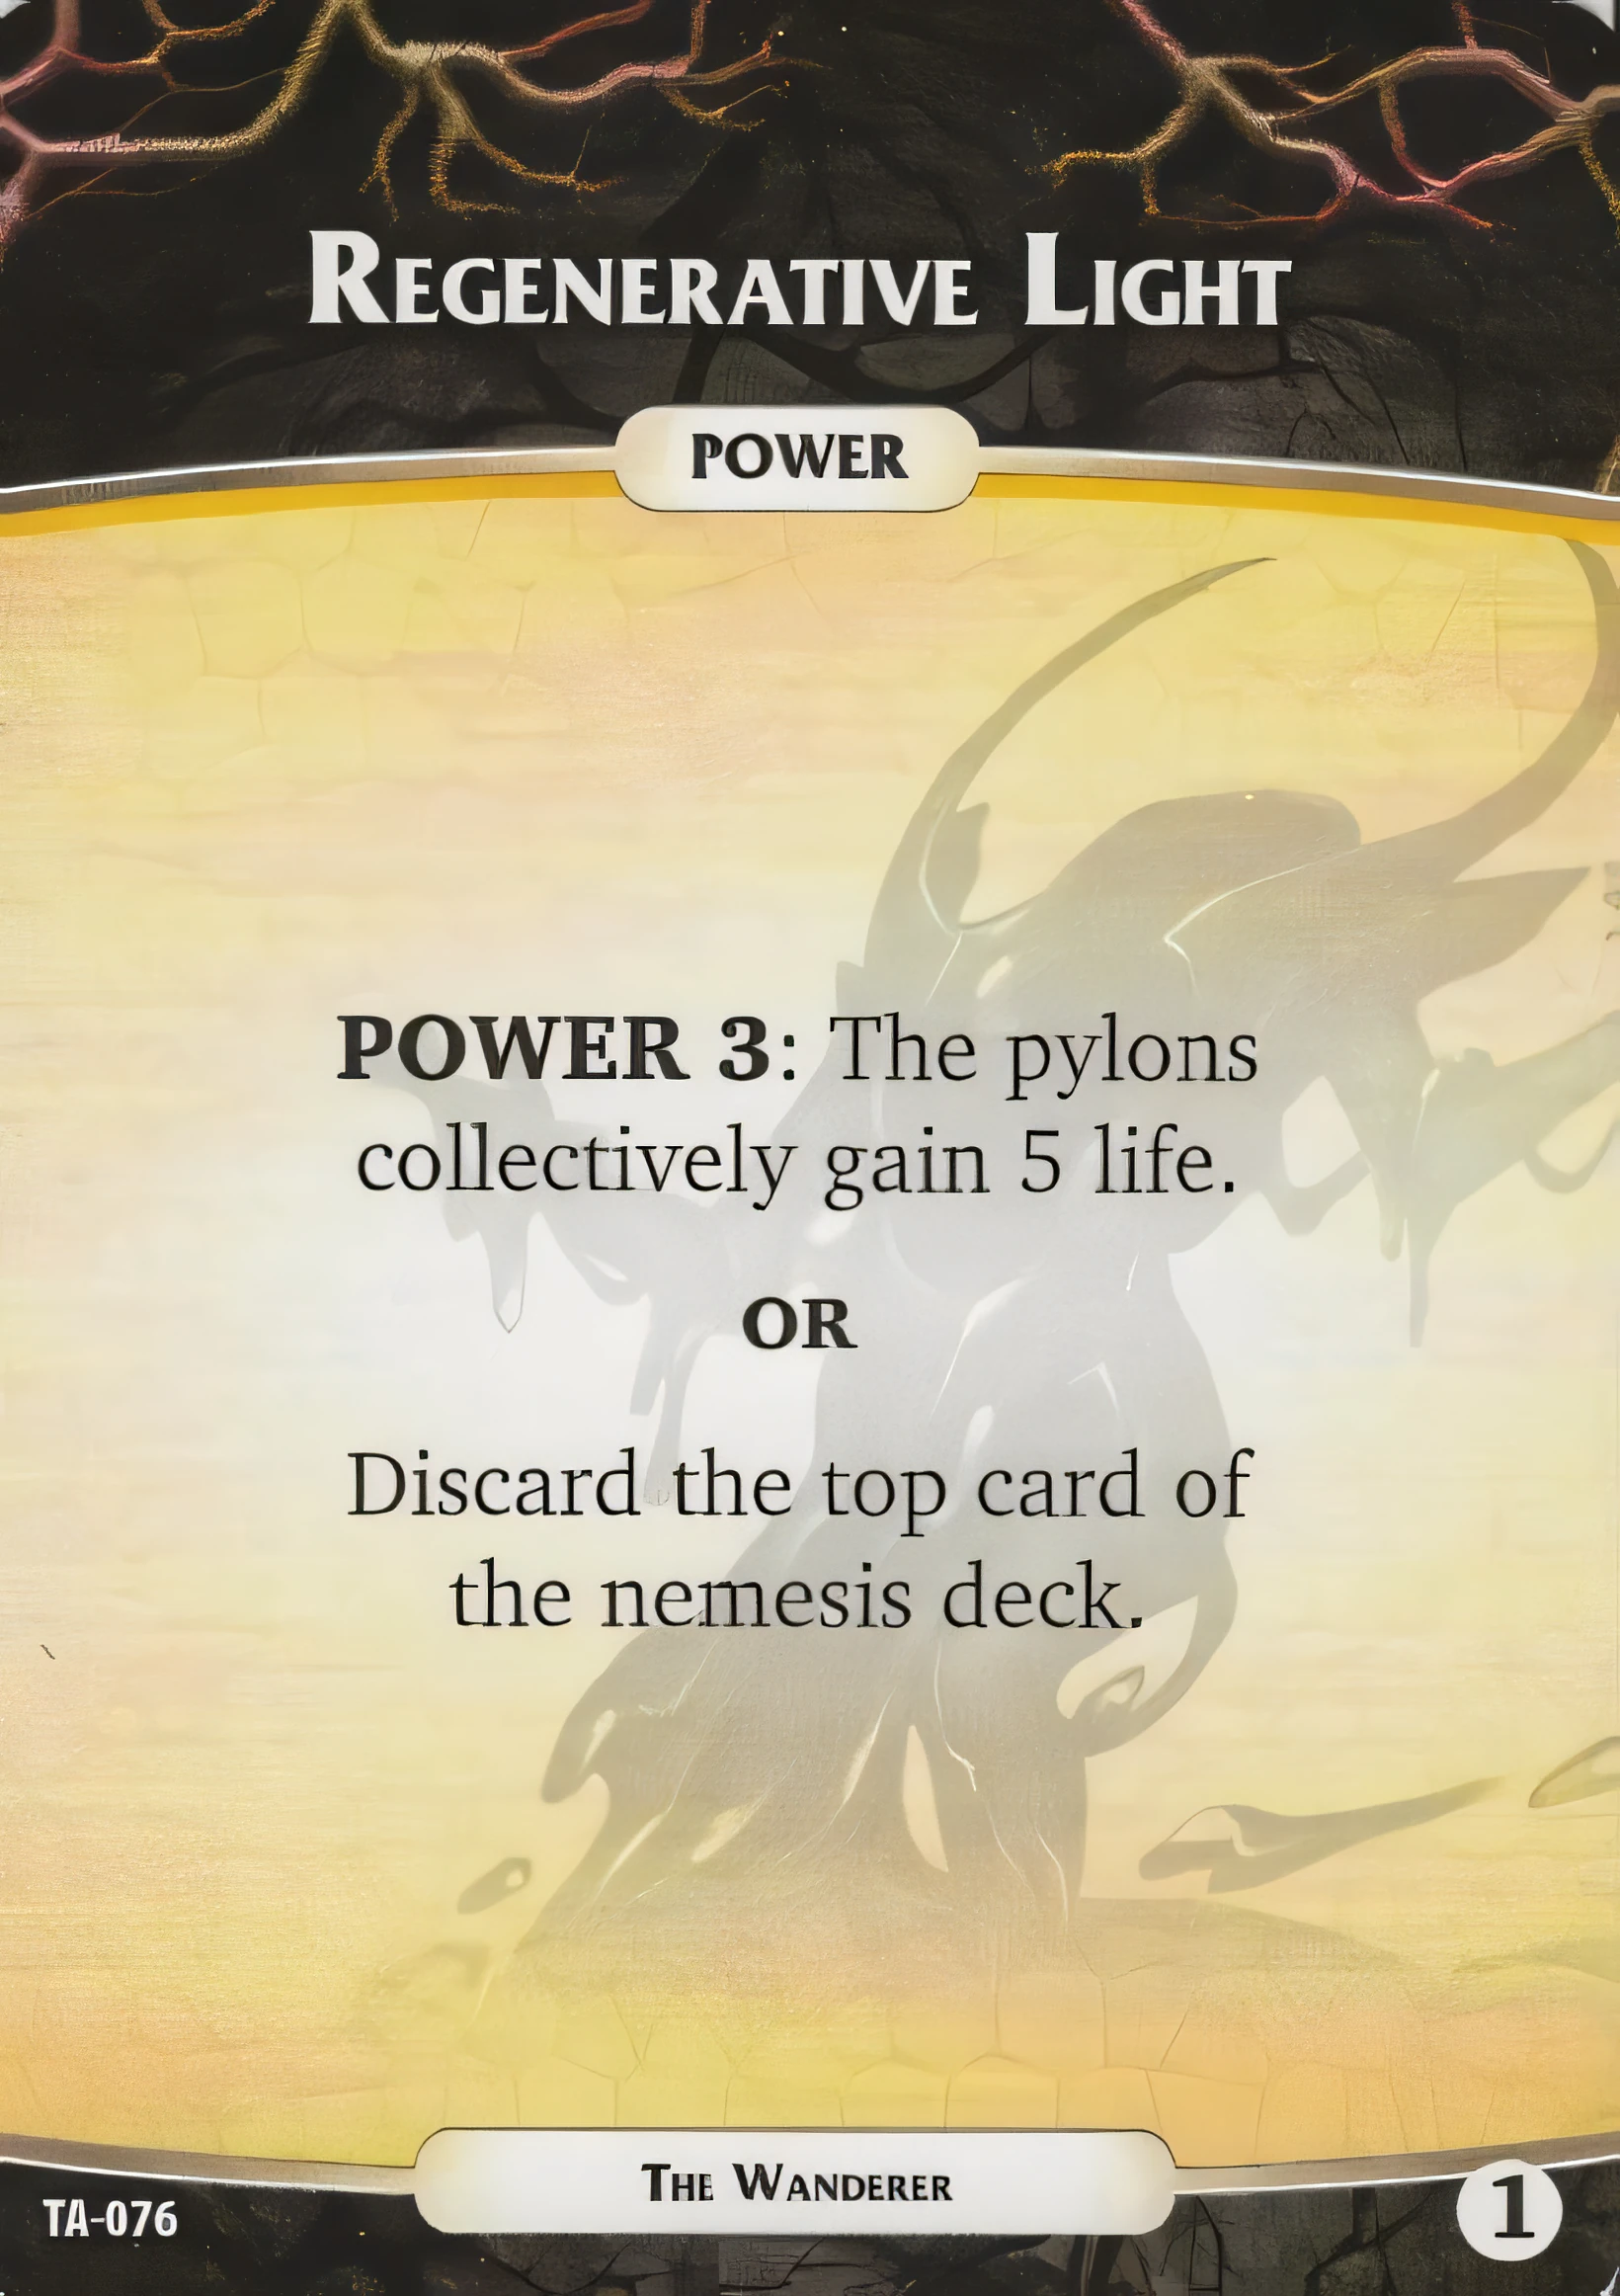 REGENERATIVE LIGHT
POWER
POWER 3: The pylons
collectively gain 5 life.
OR
Discard the top card of
the nemesis deck.
THE WANDERER
TA-076
1